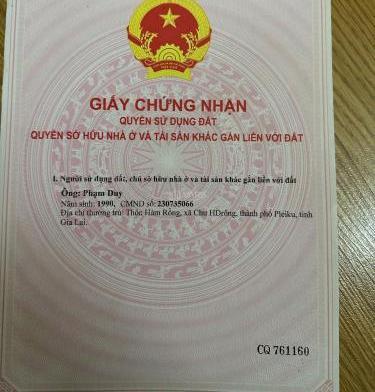 GIẤY CHỨNG NHẬN
QUYỀN SỬ DỤNG ĐẤT
QUYỀN SỞ HỮU NHÀ Ở VÀ TÀI SẢN KHÁC GẮN LIỀN VỚI ĐẤT
I. Người sử dụng đất, chủ sở hữu nhà ở và tài sản khác gắn liền với đất
Ông: Phạm Duy
Năm sinh: 1990, CMND số: 230735066
Địa chỉ thường trú: Thôn Hàm Rồng, xã Chư HDrông, thành phố Pleiku, tỉnh
Gia Lai.
CQ 761160